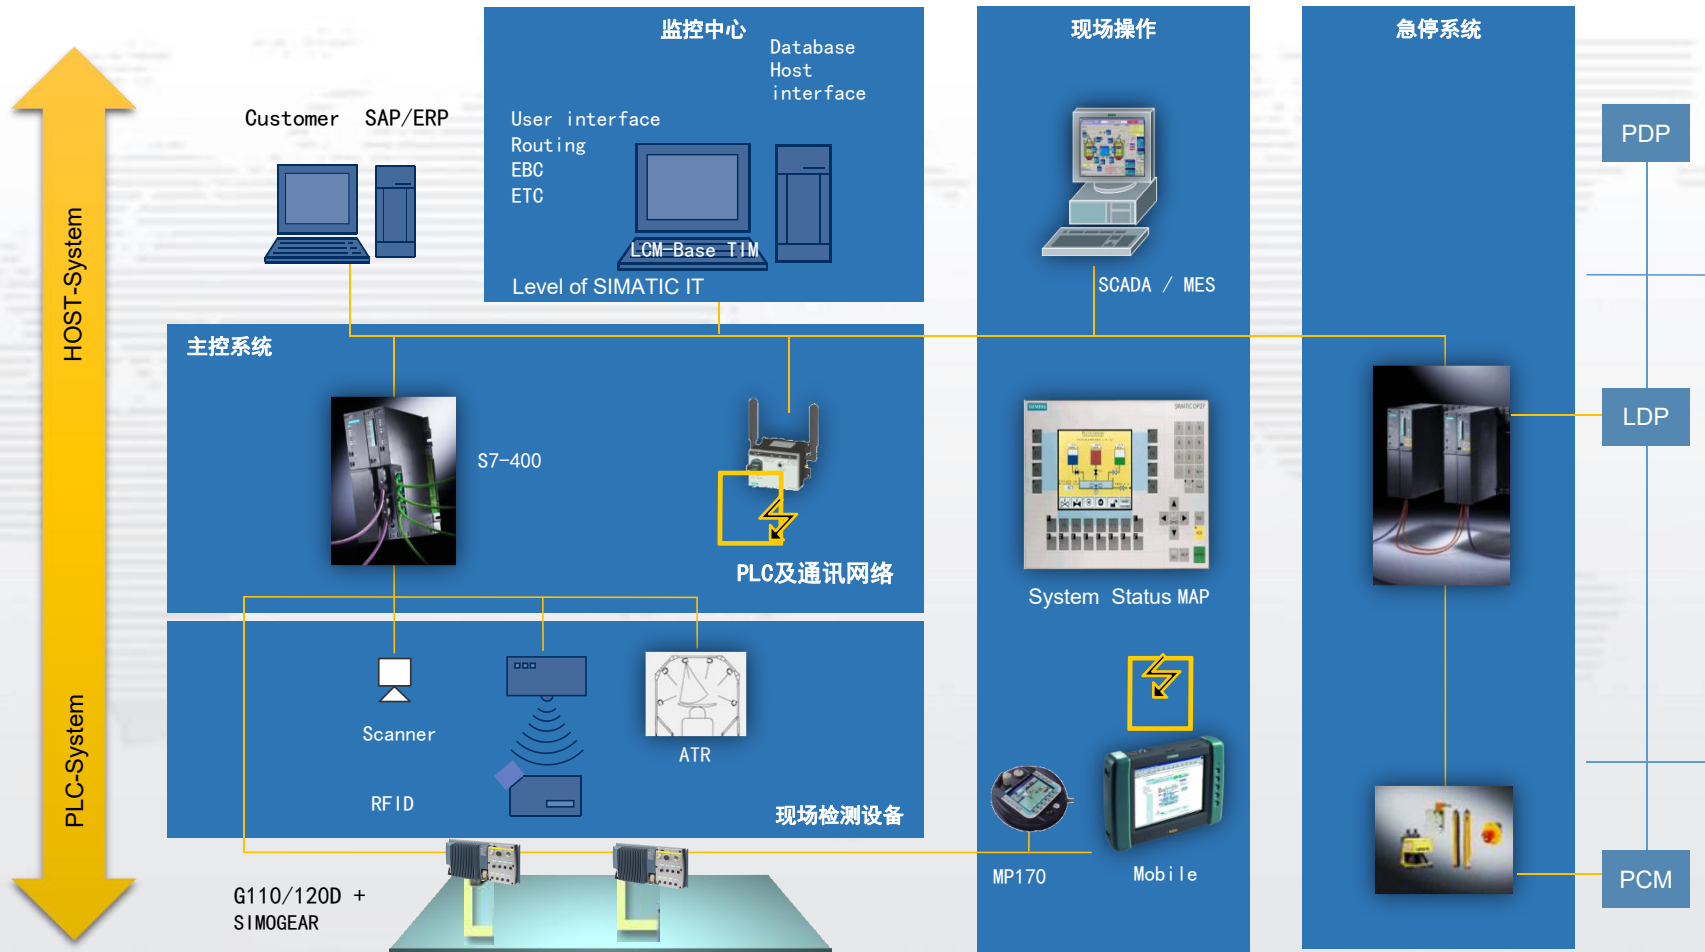 监控中心
Database
Host
interface
User interface
Routing
EBC
ETC
LCM-Base TIM
Level of SIMATIC IT
Customer SAP/ERP
现场操作
SCADA / MES
急停系统
PDP
LDP
PCM
HOST-System
PLC-System
主控系统
S7-400
PLC及通讯网络
SIEMENS
SIMATIC OP27
System Status MAP
Scanner
RFID
ATR
现场检测设备
MP170
Mobile
G110/120D +
SIMOGEAR